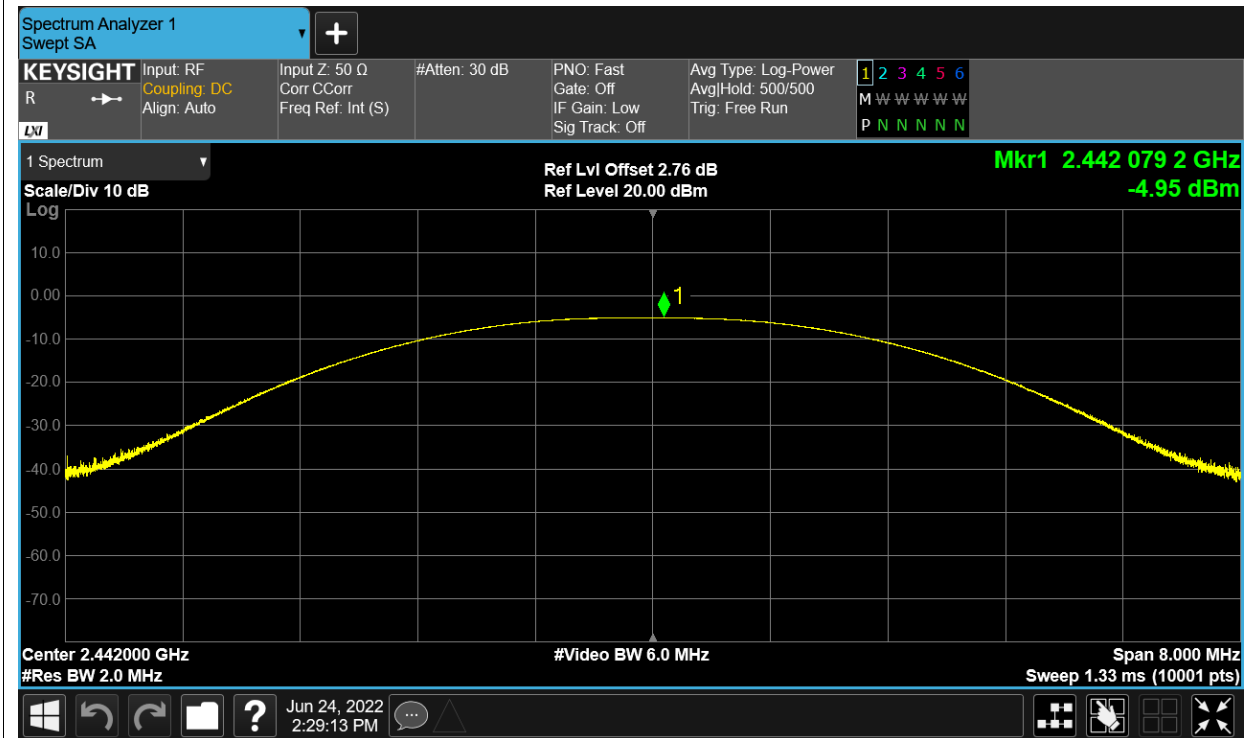 Spectrum Analyzer 1
Swept SA
+
KEYSIGHT
R
LXI
Input: RF
Coupling: DC
Align: Auto
Input Z: 50 Ω
Corr CCorr
Freq Ref: Int (S)
#Atten: 30 dB
PNO: Fast
Gate: Off
IF Gain: Low
Sig Track: Off
Avg Type: Log-Power
Avg|Hold: 500/500
Trig: Free Run
1 2 3 4 5 6
M W W W W W
P N N N N N
1 Spectrum
Scale/Div 10 dB
Log
Ref Lvl Offset 2.76 dB
Ref Level 20.00 dBm
Mkr1 2.442 079 2 GHz
-4.95 dBm
10.0
0.00
-10.0
-20.0
-30.0
-40.0
-50.0
-60.0
-70.0
1
Center 2.442000 GHz
#Res BW 2.0 MHz
#Video BW 6.0 MHz
Span 8.000 MHz
Sweep 1.33 ms (10001 pts)
?
Jun 24, 2022
2:29:13 PM